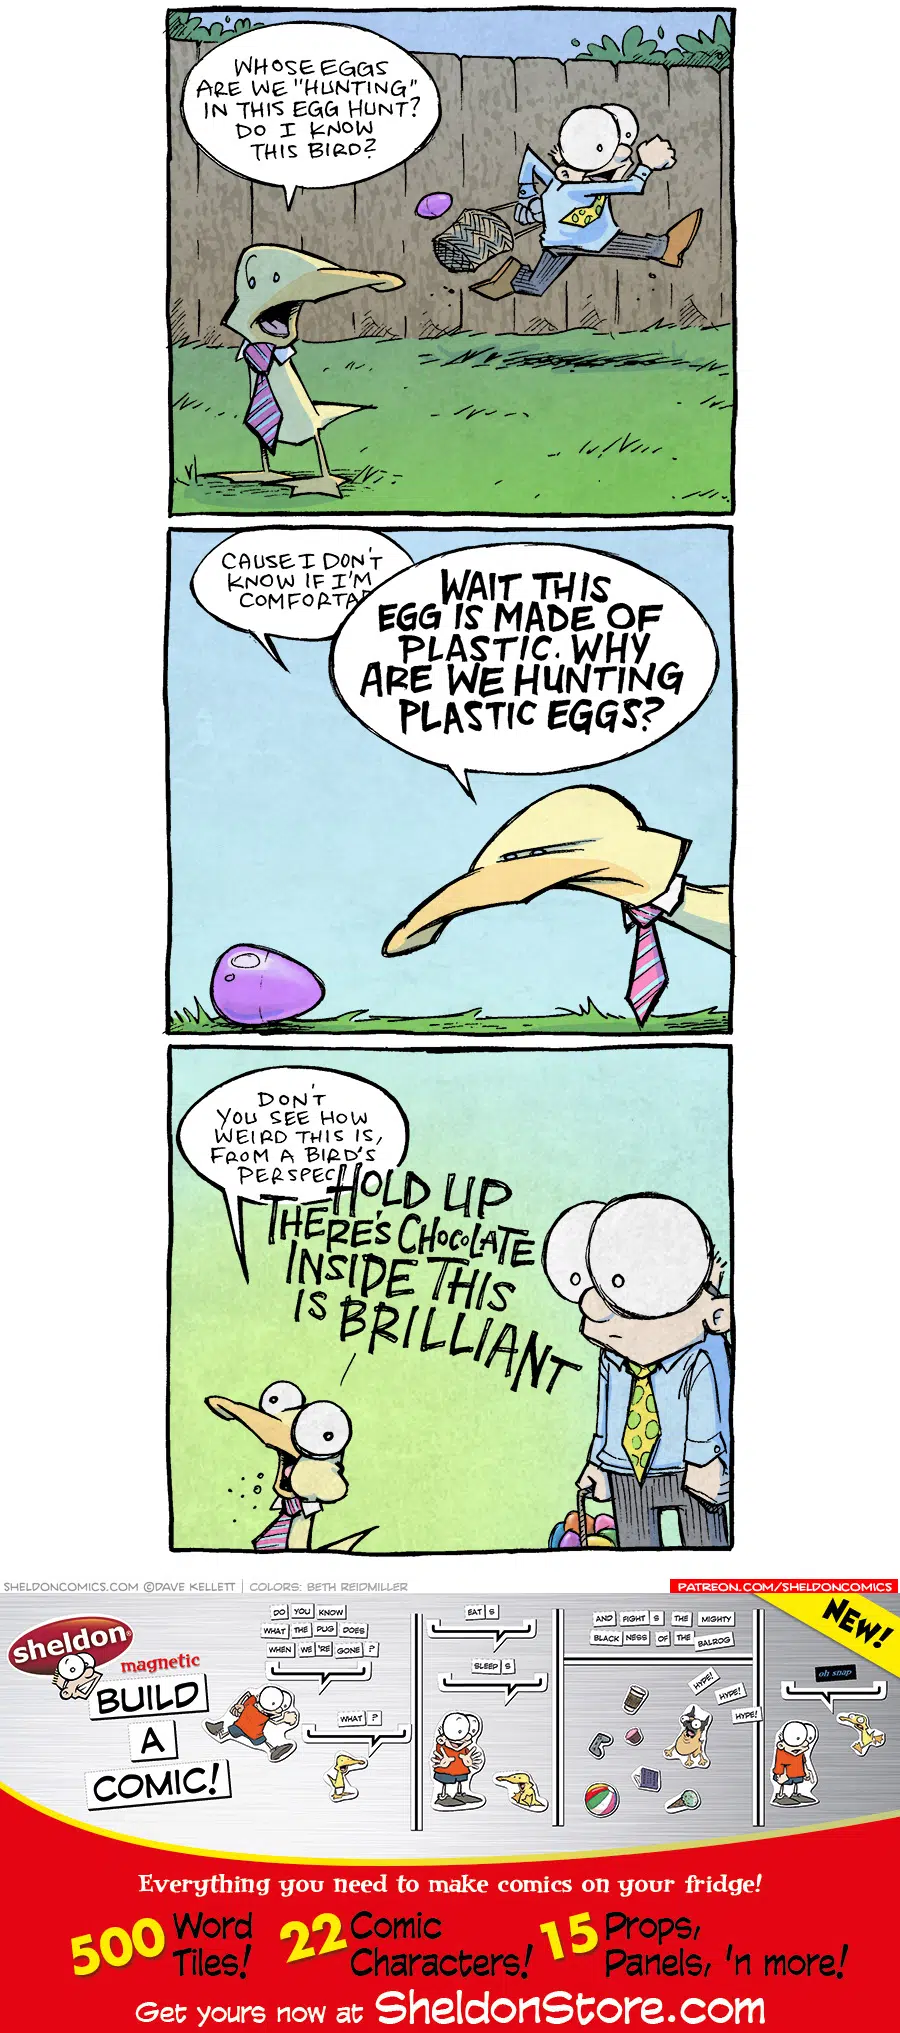 WHOSE EGGS
ARE WE "HUNTING"
IN THIS EGG HUNT?
DO I KNOW
THIS BIRD?
CAUSE I DON'T
KNOW IF I'M
COMFORTAB
WAIT THIS
EGG IS MADE OF
PLASTIC. WHY
ARE WE HUNTING
PLASTIC EGGS?
DON'T
YOU SEE HOW
WEIRD THIS IS,
FROM A BIRD'S
PERSPEC
HOLD UP
THERE'S CHOCOLATE
INSIDE THIS
IS BRILLIANT
SHELDONCOMICS.COM ©DAVE KELLETT | COLORS: BETH REIDMILLER
PATREON.COM/SHELDONCOMICS
sheldon®
magnetic
BUILD
A
COMIC!
DO YOU KNOW
WHAT THE PUG DOES
WHEN WE 'RE GONE ?
WHAT ?
EAT S
SLEEP S
AND FIGHT S THE MIGHTY
BLACK NESS OF THE BALROG
HYPE!
HYPE!
HYPE!
oh snap
NEW!
Everything you need to make comics on your fridge!
500 Word Tiles!
22 Comic Characters!
15 Props, Panels, 'n more!
Get yours now at SheldonStore.com